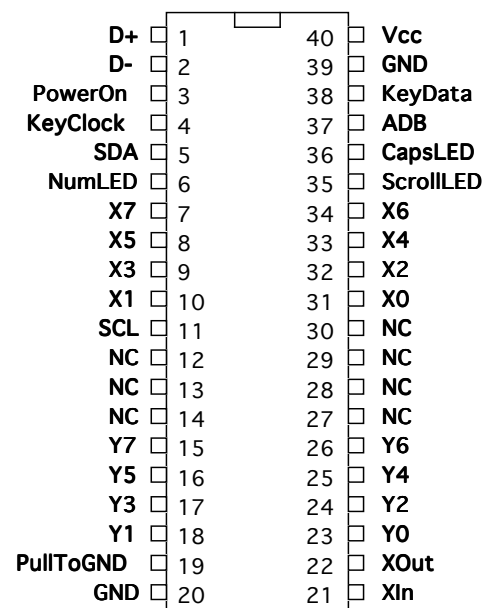 D+ 1 40 Vcc
D- 2 39 GND
PowerOn 3 38 KeyData
KeyClock 4 37 ADB
SDA 5 36 CapsLED
NumLED 6 35 ScrollLED
X7 7 34 X6
X5 8 33 X4
X3 9 32 X2
X1 10 31 X0
SCL 11 30 NC
NC 12 29 NC
NC 13 28 NC
NC 14 27 NC
Y7 15 26 Y6
Y5 16 25 Y4
Y3 17 24 Y2
Y1 18 23 Y0
PullToGND 19 22 XOut
GND 20 21 XIn